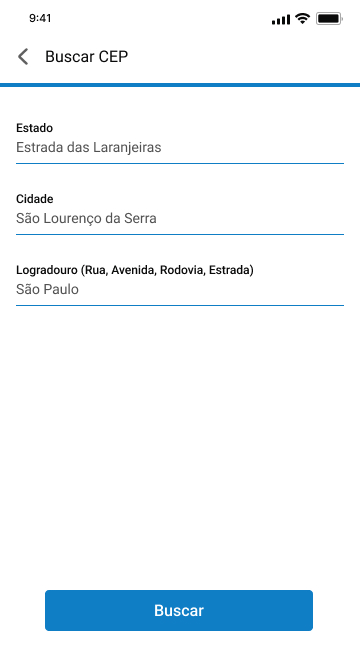 9:41
Buscar CEP
Estado
Estrada das Laranjeiras
Cidade
São Lourenço da Serra
Logradouro (Rua, Avenida, Rodovia, Estrada)
São Paulo
Buscar